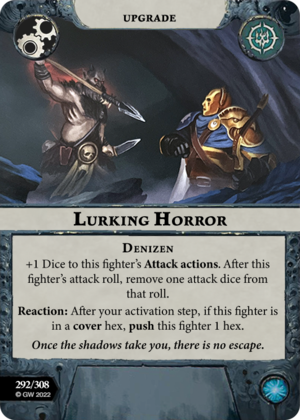 UPGRADE
LURKING HORROR
DENIZEN
+1 Dice to this fighter's Attack actions. After this
fighter's attack roll, remove one attack dice from
that roll.
Reaction: After your activation step, if this fighter is
in a cover hex, push this fighter 1 hex.
Once the shadows take you, there is no escape.
292/308
© GW 2022